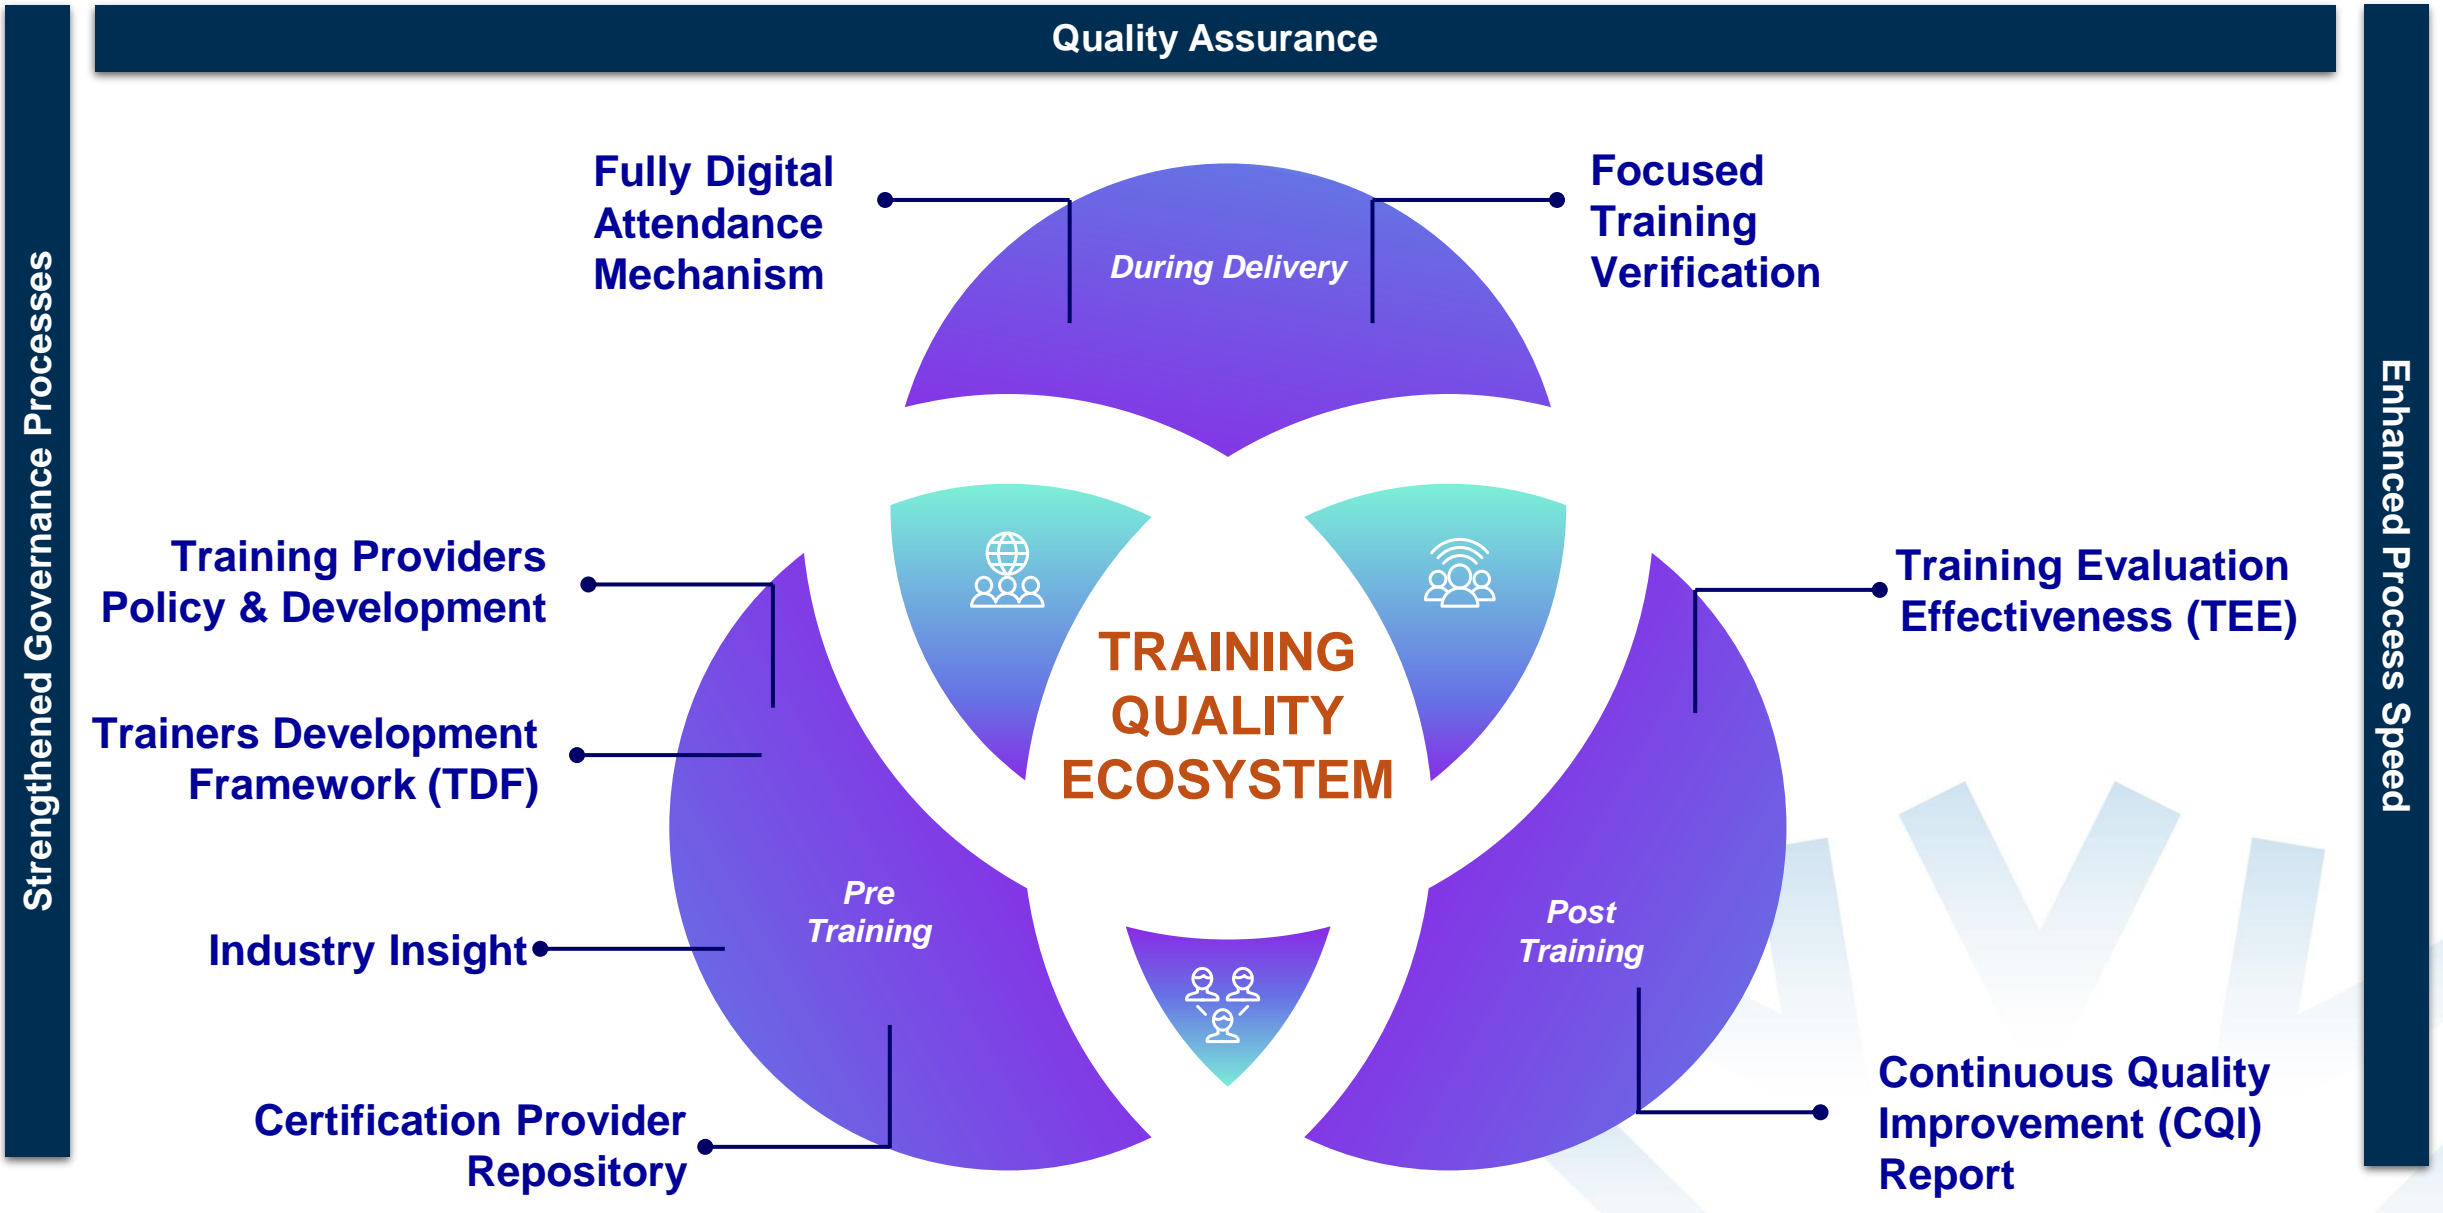 Quality Assurance
Strengthened Governance Processes
Enhanced Process Speed
Fully Digital
Attendance
Mechanism
Focused
Training
Verification
During Delivery
Training Providers
Policy & Development
Trainers Development
Framework (TDF)
Industry Insight
Certification Provider
Repository
Pre
Training
TRAINING
QUALITY
ECOSYSTEM
Training Evaluation
Effectiveness (TEE)
Post
Training
Continuous Quality
Improvement (CQI)
Report